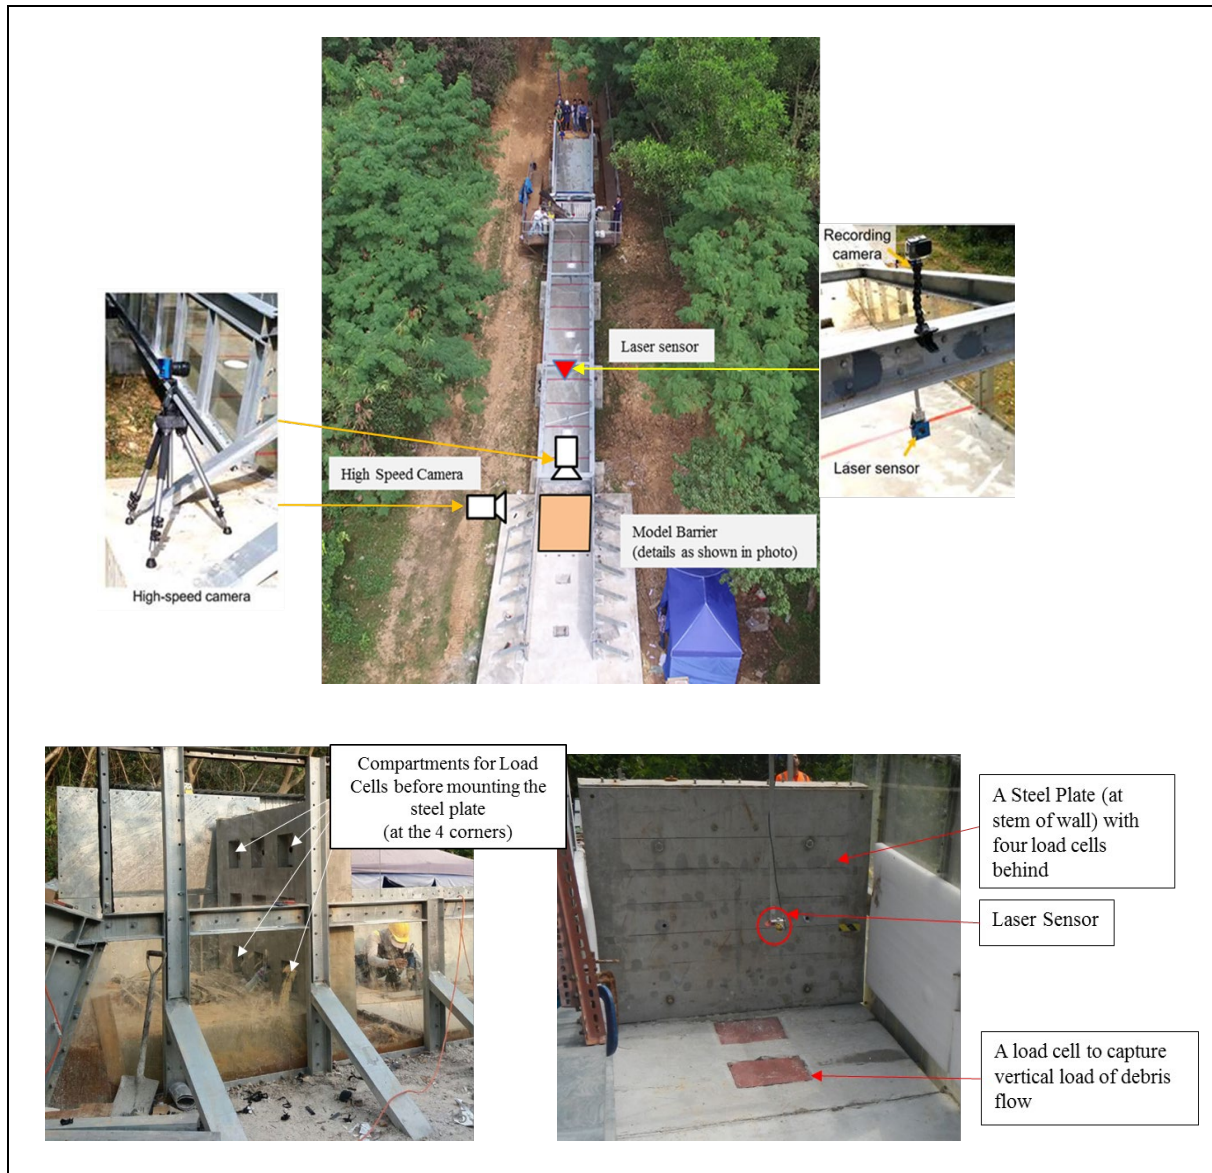 Recording
camera
Laser sensor
Laser sensor
High Speed Camera
Model Barrier
(details as shown in photo)
High-speed camera
Compartments for Load
Cells before mounting the
steel plate
(at the 4 corners)
A Steel Plate (at
stem of wall) with
four load cells
behind
Laser Sensor
A load cell to capture
vertical load of debris
flow